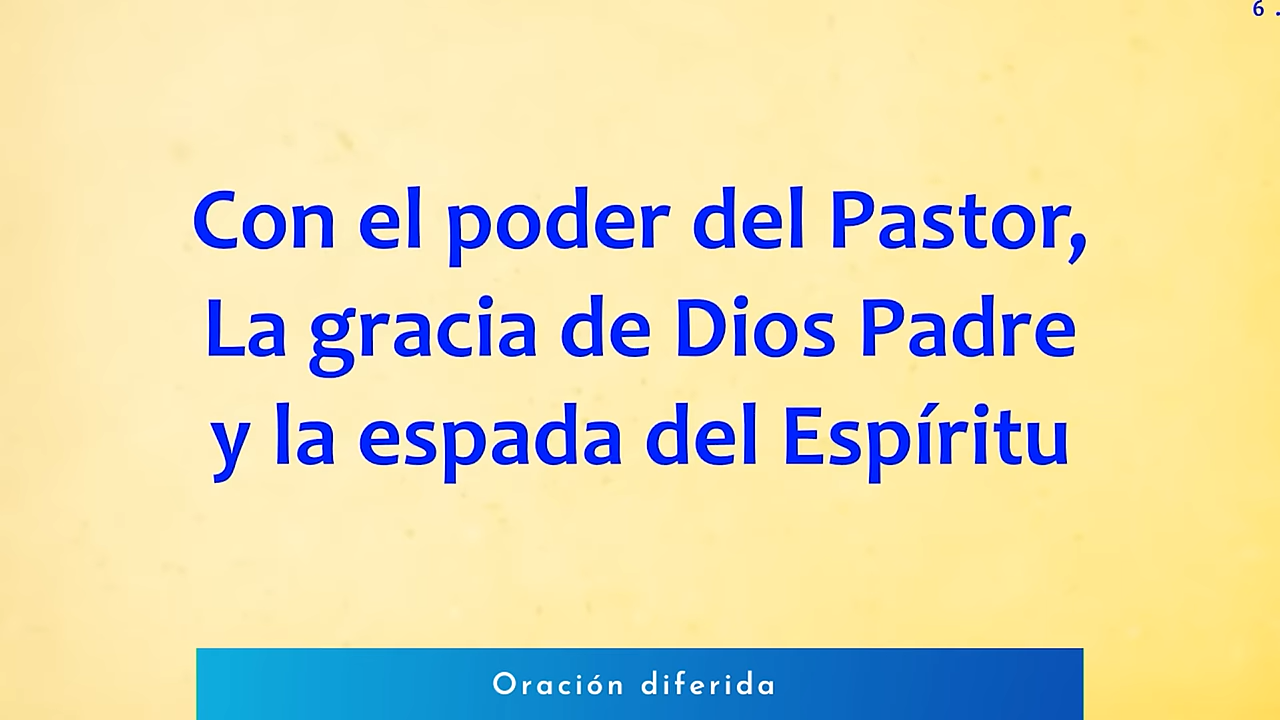 6.
Con el poder del Pastor,
La gracia de Dios Padre
y la espada del Espíritu
Oración diferida